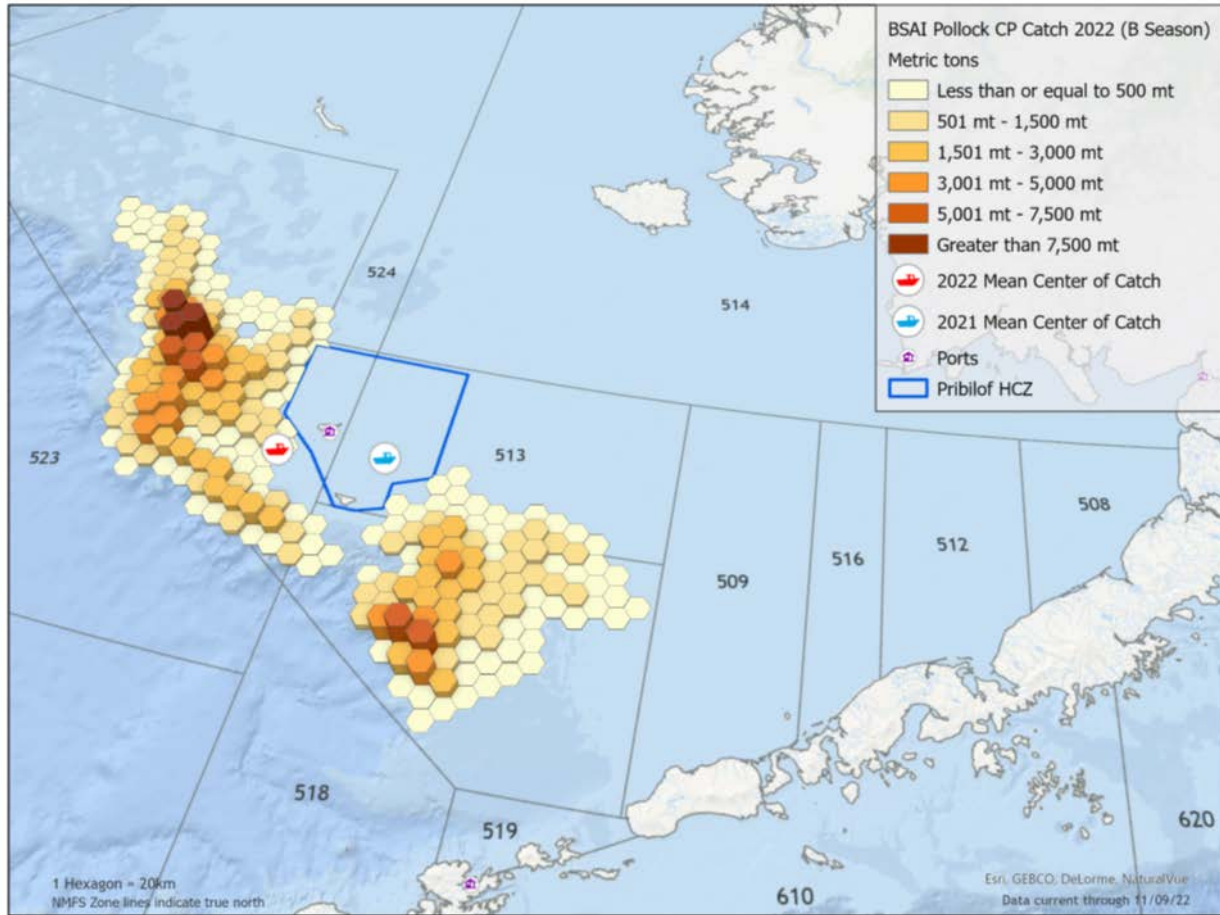 BSAI Pollock CP Catch 2022 (B Season)
Metric tons
Less than or equal to 500 mt
501 mt - 1,500 mt
1,501 mt - 3,000 mt
3,001 mt - 5,000 mt
5,001 mt - 7,500 mt
Greater than 7,500 mt
2022 Mean Center of Catch
2021 Mean Center of Catch
Ports
Pribilof HCZ
524
514
523
513
508
516
512
509
518
519
620
610
1 Hexagon = 20km
NMFS Zone lines indicate true north
Esri, GEBCO, DeLorme, NaturalVue
Data current through 11/09/22